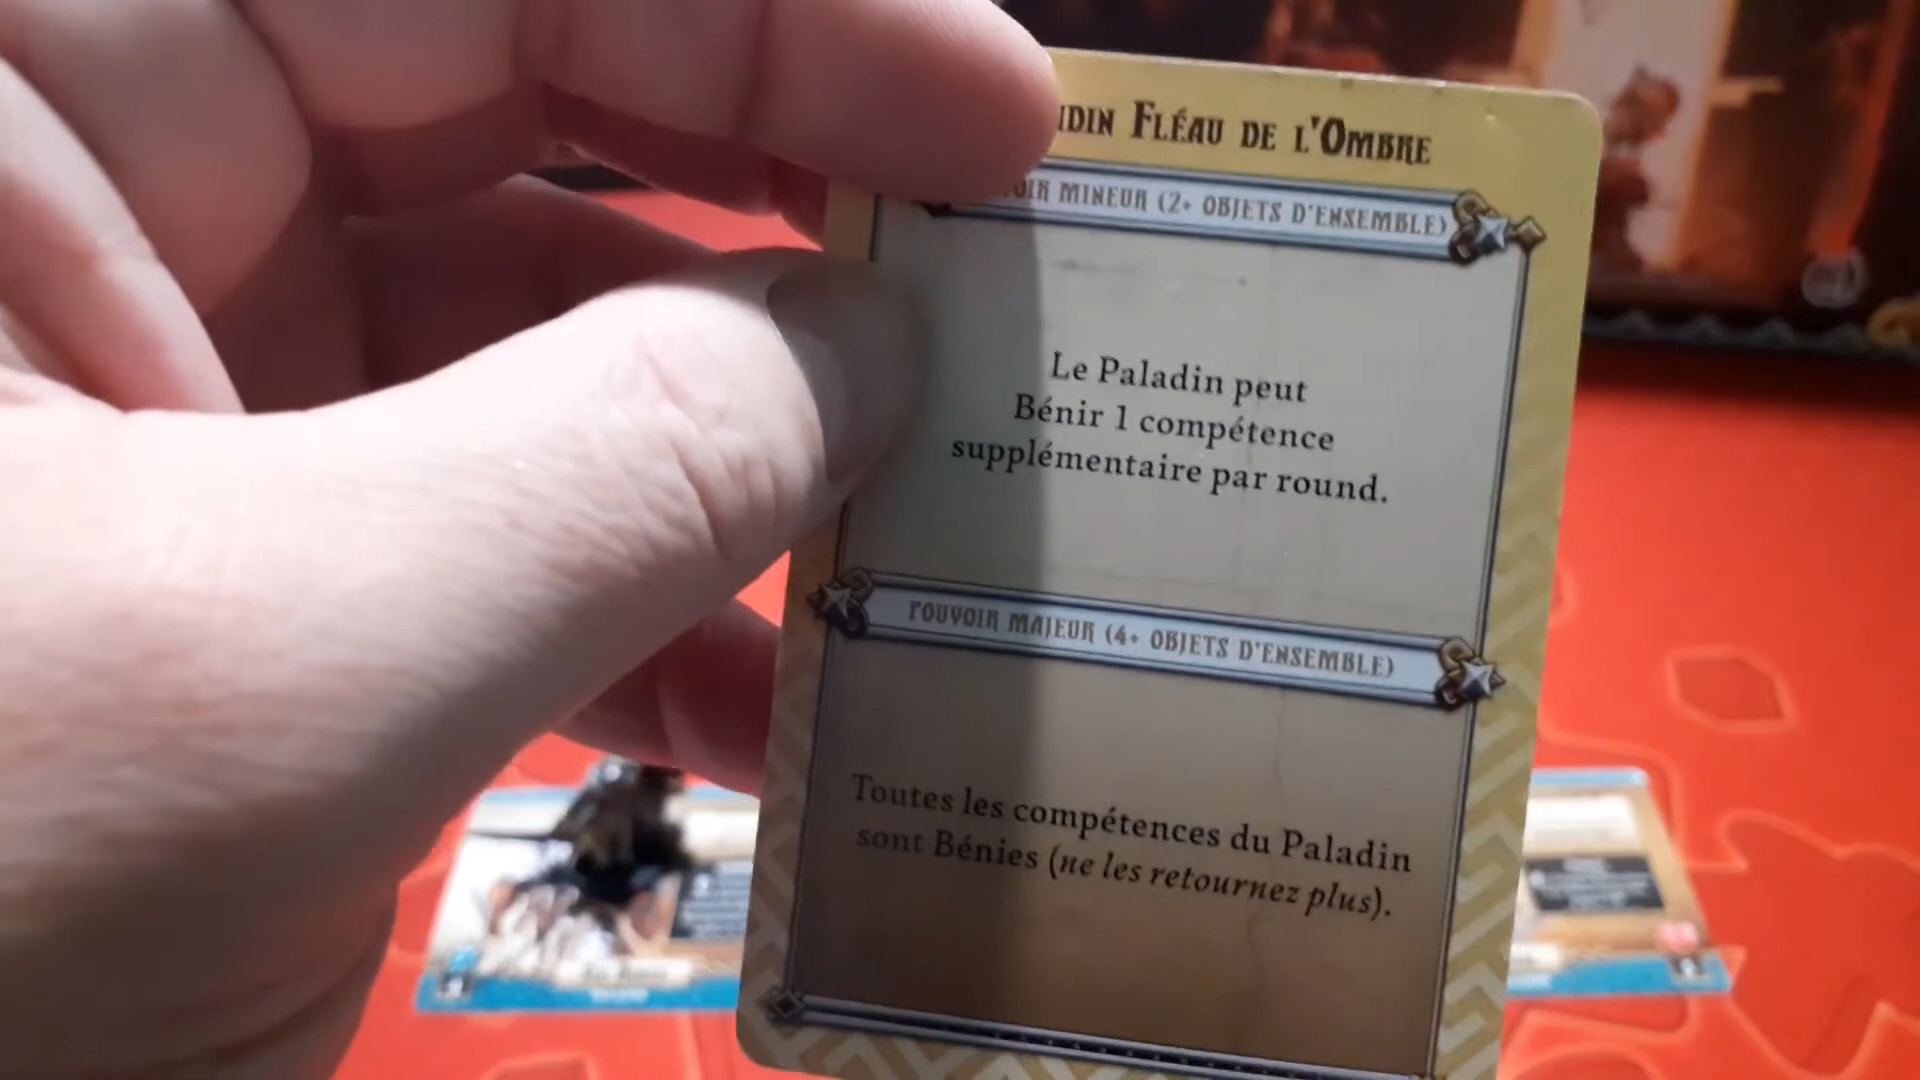 Fléau de l'Ombre
mineur (2+ objets d'ensemble)
Le Paladin peut
Bénir 1 compétence
supplémentaire par round.
Pouvoir majeur (4+ objets d'ensemble)
Toutes les compétences du Paladin
sont Bénies (ne les retournez plus).